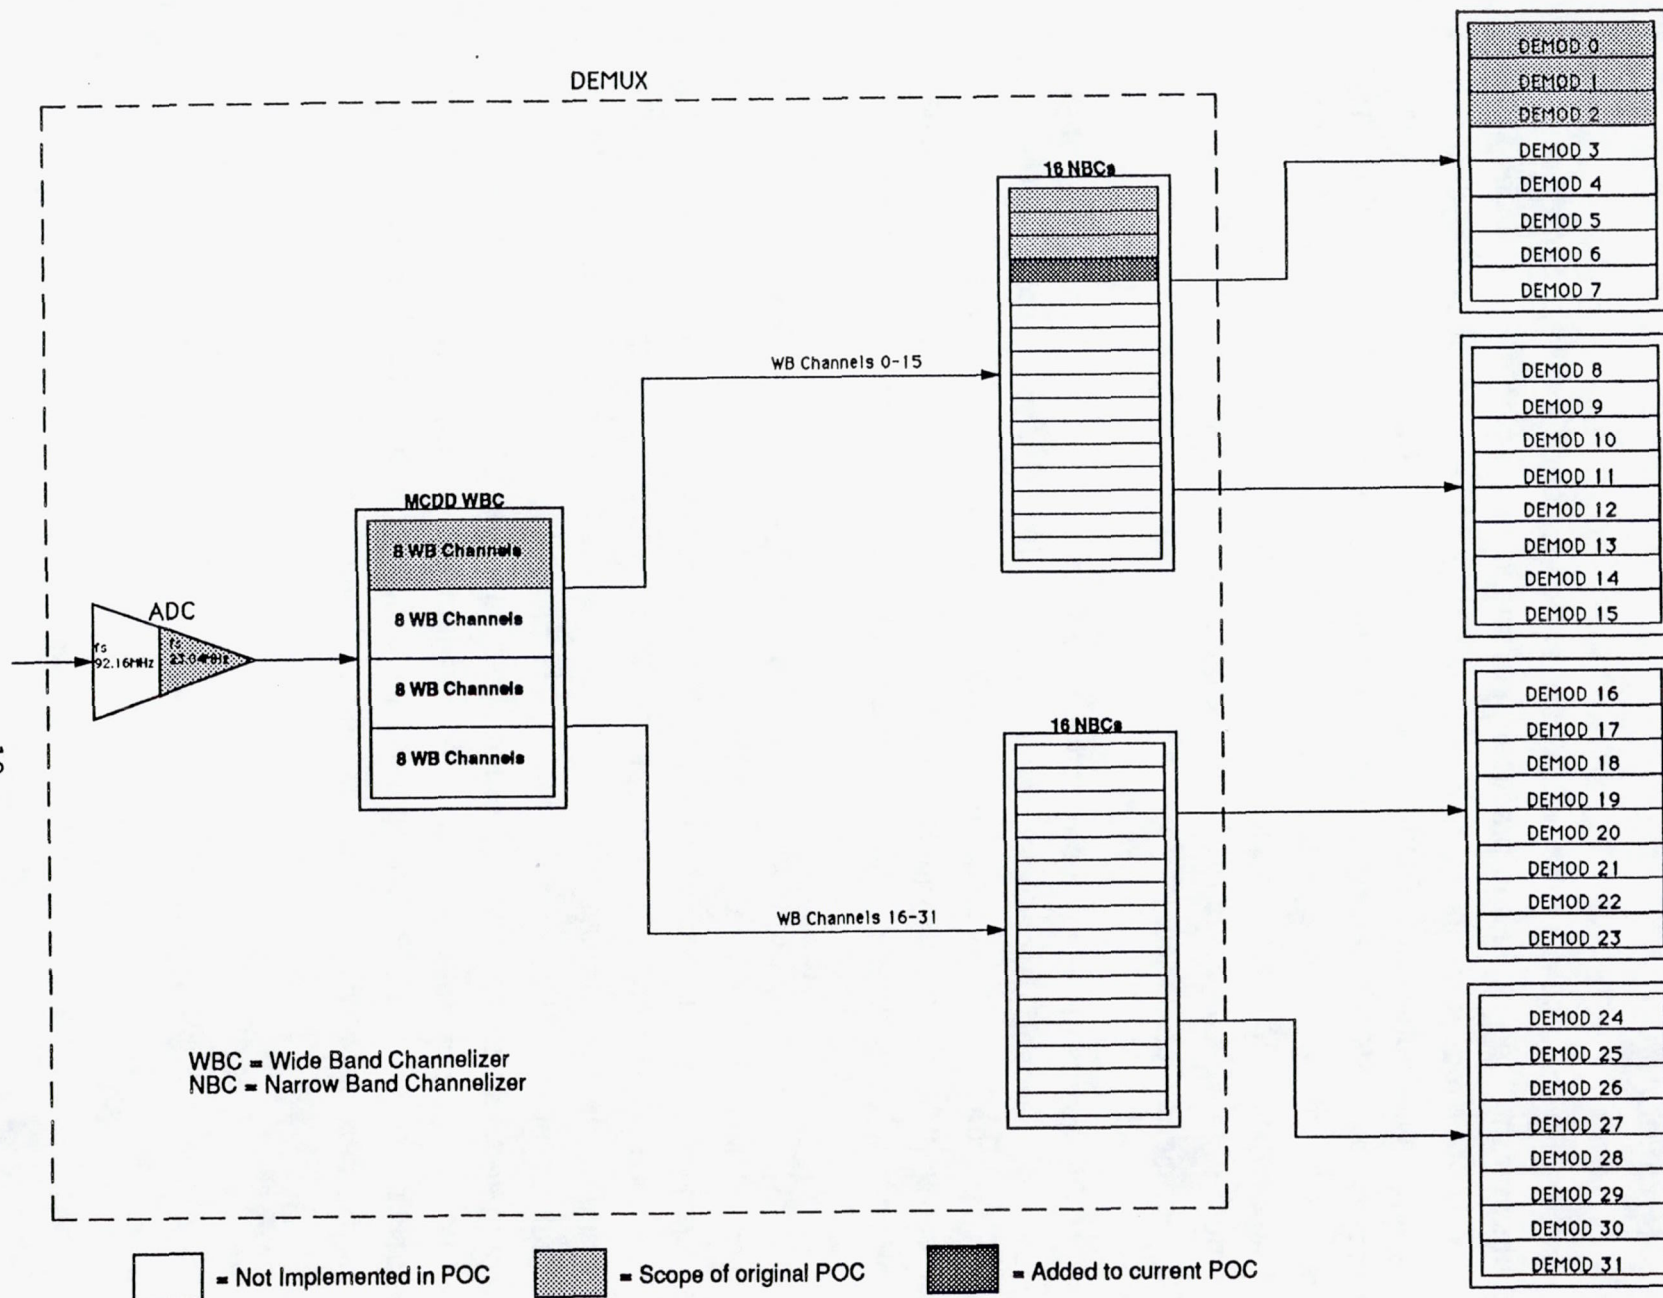 DEMUX
16 NBCs
WB Channels 0-15
MCDD WBC
8 WB Channels
8 WB Channels
8 WB Channels
8 WB Channels
ADC
fs
92.16MHz
fs
WB Channels 16-31
16 NBCs
DEMOD 0
DEMOD 1
DEMOD 2
DEMOD 3
DEMOD 4
DEMOD 5
DEMOD 6
DEMOD 7
DEMOD 8
DEMOD 9
DEMOD 10
DEMOD 11
DEMOD 12
DEMOD 13
DEMOD 14
DEMOD 15
DEMOD 16
DEMOD 17
DEMOD 18
DEMOD 19
DEMOD 20
DEMOD 21
DEMOD 22
DEMOD 23
DEMOD 24
DEMOD 25
DEMOD 26
DEMOD 27
DEMOD 28
DEMOD 29
DEMOD 30
DEMOD 31
WBC = Wide Band Channelizer
NBC = Narrow Band Channelizer
= Not Implemented in POC
= Scope of original POC
= Added to current POC